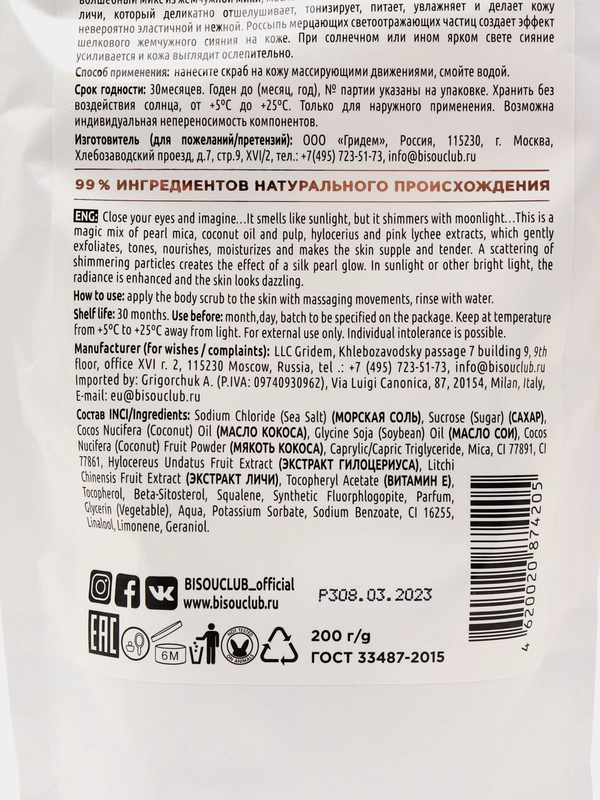 волшебный микс из жемчужной мики,
личи, который деликатно отшелушивает, тонизирует, питает, увлажняет и делает кожу
невероятно эластичной и нежной. Россыпь мерцающих светоотражающих частиц создает эффект
шелкового жемчужного сияния на коже. При солнечном или ином ярком свете сияние
усиливается и кожа выглядит ослепительно.
Способ применения: нанесите скраб на кожу массирующими движениями, смойте водой.
Срок годности: 30месяцев. Годен до (месяц, год), № партии указаны на упаковке. Хранить без
воздействия солнца, от +5°С до +25°С. Только для наружного применения. Возможна
индивидуальная непереносимость компонентов.
Изготовитель (для пожеланий/претензий): ООО «Гридем», Россия, 115230, г. Москва,
Хлебозаводский проезд, д.7, стр.9, XVI/2, тел.: +7(495) 723-51-73, info@bisouclub.ru
99 % ИНГРЕДИЕНТОВ НАТУРАЛЬНОГО ПРОИСХОЖДЕНИЯ
ENG: Close your eyes and imagine...It smells like sunlight, but it shimmers with moonlight...This is a
magic mix of pearl mica, coconut oil and pulp, hylocerius and pink lychee extracts, which gently
exfoliates, tones, nourishes, moisturizes and makes the skin supple and tender. A scattering of
shimmering particles creates the effect of a silk pearl glow. In sunlight or other bright light, the
radiance is enhanced and the skin looks dazzling.
How to use: apply the body scrub to the skin with massaging movements, rinse with water.
Shelf life: 30 months. Use before: month,day, batch to be specified on the package. Keep at temperature
from +5°C to +25°C away from light. For external use only. Individual intolerance is possible.
Manufacturer (for wishes / complaints): LLC Gridem, Khlebozavodsky passage 7 building 9, 9th
floor, office XVI r. 2, 115230 Moscow, Russia, tel .: +7 (495) 723-51-73, info@bisouclub.ru
Imported by: Grigorchuk A. (P.IVA: 09740930962), Via Luigi Canonica, 87, 20154, Milan, Italy,
E-mail: eu@bisouclub.ru
Состав INCI/Ingredients: Sodium Chloride (Sea Salt) (МОРСКАЯ СОЛЬ), Sucrose (Sugar) (САХАР),
Cocos Nucifera (Coconut) Oil (МАСЛО КОКОСА), Glycine Soja (Soybean) Oil (МАСЛО СОИ), Cocos
Nucifera (Coconut) Fruit Powder (МЯКОТЬ КОКОСА), Caprylic/Capric Triglyceride, Mica, CI 77891, CI
77861, Hylocereus Undatus Fruit Extract (ЭКСТРАКТ ГИЛОЦЕРИУСА), Litchi
Chinensis Fruit Extract (ЭКСТРАКТ ЛИЧИ), Tocopheryl Acetate (ВИТАМИН Е),
Tocopherol, Beta-Sitosterol, Squalene, Synthetic Fluorphlogopite, Parfum,
Glycerin (Vegetable), Aqua, Potassium Sorbate, Sodium Benzoate, CI 16255,
Linalool, Limonene, Geraniol.
BISOUCLUB_official
www.bisouclub.ru
P308.03.2023
EAC
6M
NOT TESTED
ON ANIMALS
200 г/g
ГОСТ 33487-2015
4 620020 874205